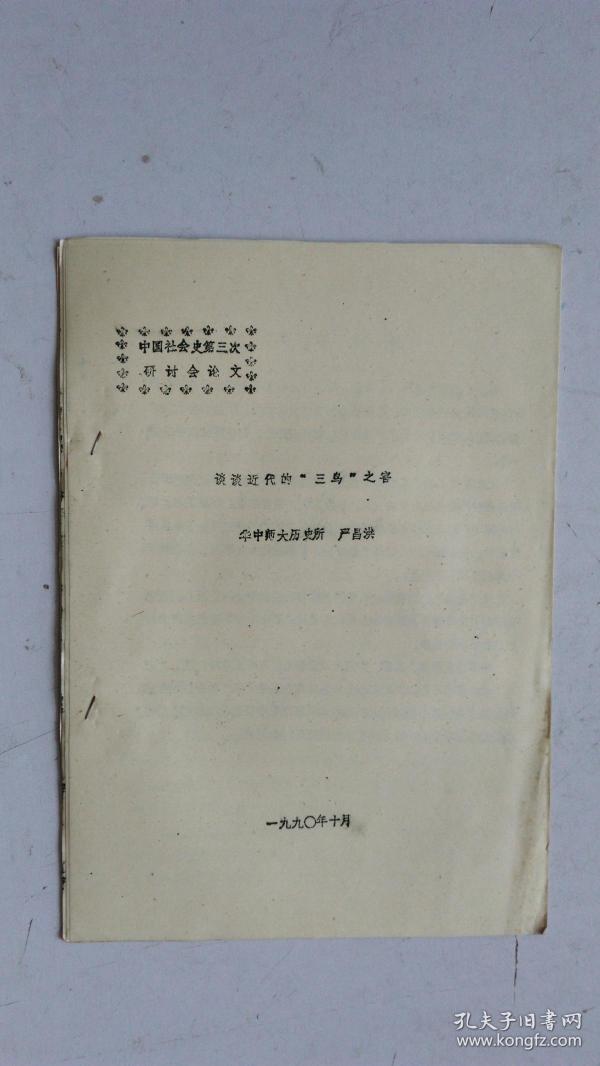 中国社会史第三次
研讨会论文
谈谈近代的“三鸟”之害
华中师大历史所 严昌洪
一九九〇年十月
孔夫子旧书网
www.kongfz.com